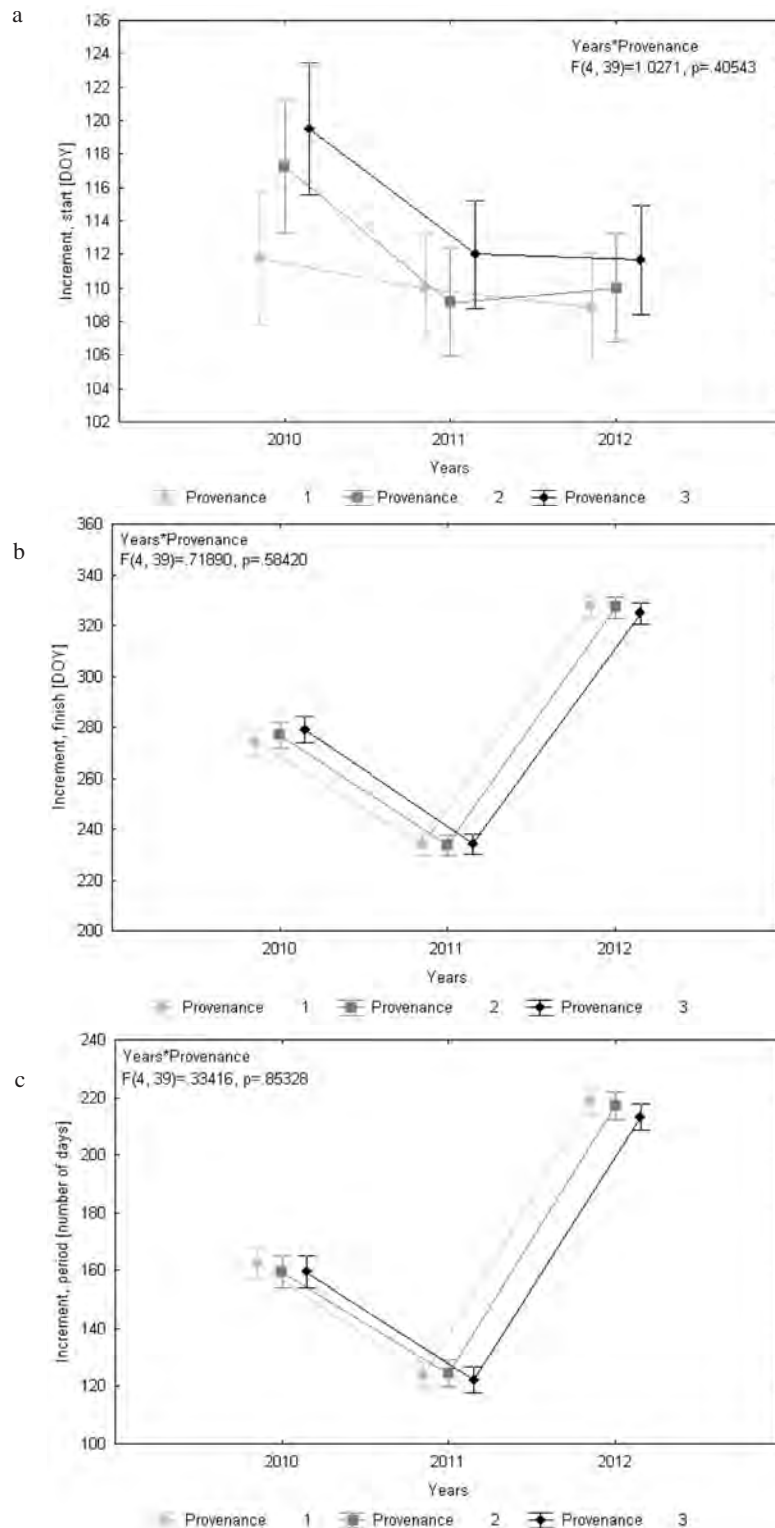 a
126
124
122
120
118
116
114
112
110
108
106
104
102
Increment, start [DOY]
Years*Provenance
F(4, 39)=1.0271, p=.40543
2010 2011 2012
Years
Provenance 1 Provenance 2 Provenance 3
b
360
340
320
300
280
260
240
220
200
Increment, finish [DOY]
Years*Provenance
F(4, 39)=.71890, p=.58420
2010 2011 2012
Years
Provenance 1 Provenance 2 Provenance 3
c
240
220
200
180
160
140
120
100
Increment, period [number of days]
Years*Provenance
F(4, 39)=.33416, p=.85328
2010 2011 2012
Years
Provenance 1 Provenance 2 Provenance 3